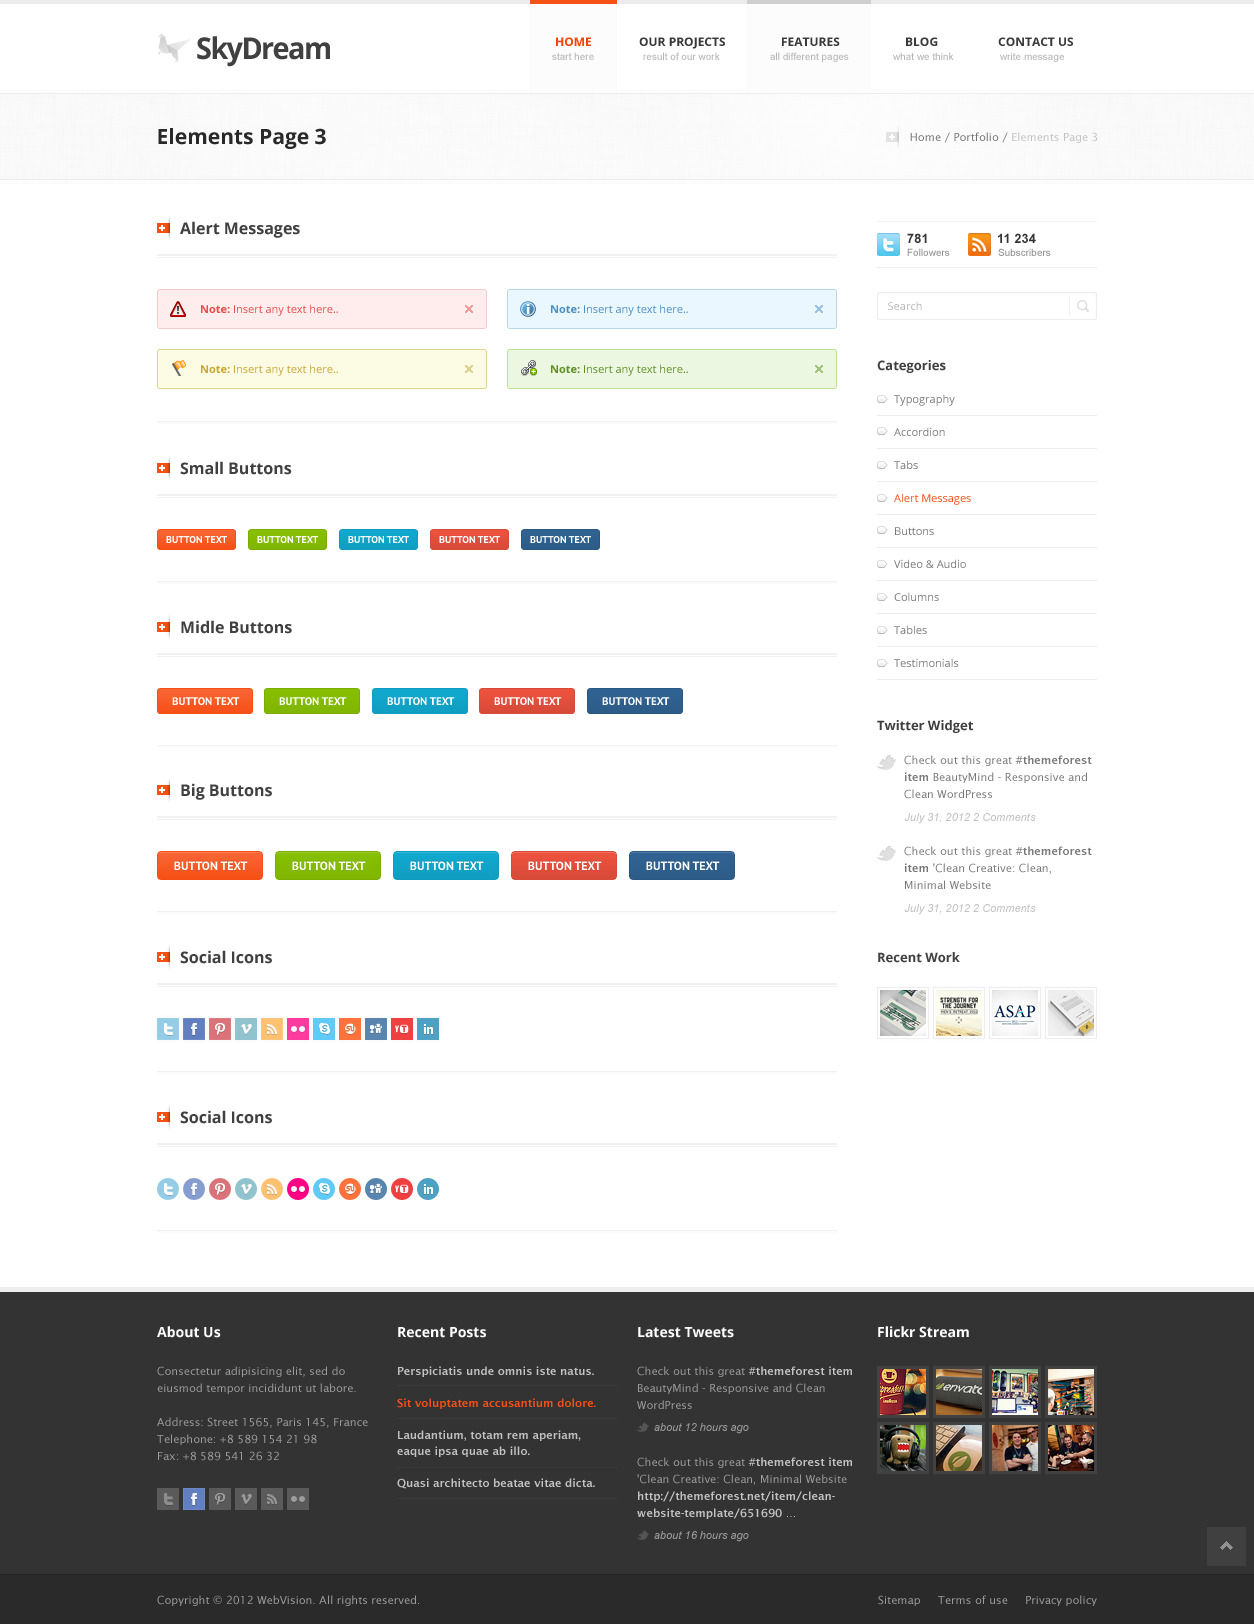 SkyDream
HOME
start here
OUR PROJECTS
result of our work
FEATURES
all different pages
BLOG
what we think
CONTACT US
write message
Elements Page 3
Home / Portfolio / Elements Page 3
Alert Messages
Note: Insert any text here..
Note: Insert any text here..
Note: Insert any text here..
Note: Insert any text here..
Small Buttons
BUTTON TEXT
BUTTON TEXT
BUTTON TEXT
BUTTON TEXT
BUTTON TEXT
Midle Buttons
BUTTON TEXT
BUTTON TEXT
BUTTON TEXT
BUTTON TEXT
BUTTON TEXT
Big Buttons
BUTTON TEXT
BUTTON TEXT
BUTTON TEXT
BUTTON TEXT
BUTTON TEXT
Social Icons
Social Icons
781
Followers
11 234
Subscribers
Search
Categories
Typography
Accordion
Tabs
Alert Messages
Buttons
Video & Audio
Columns
Tables
Testimonials
Twitter Widget
Check out this great #themeforest
item BeautyMind - Responsive and
Clean WordPress
July 31, 2012 2 Comments
Check out this great #themeforest
item 'Clean Creative: Clean,
Minimal Website
July 31, 2012 2 Comments
Recent Work
STRENGTH FOR
THE JOURNEY
ASAP
About Us
Consectetur adipisicing elit, sed do
eiusmod tempor incididunt ut labore.
Address: Street 1565, Paris 145, France
Telephone: +8 589 154 21 98
Fax: +8 589 541 26 32
Recent Posts
Perspiciatis unde omnis iste natus.
Sit voluptatem accusantium dolore.
Laudantium, totam rem aperiam,
eaque ipsa quae ab illo.
Quasi architecto beatae vitae dicta.
Latest Tweets
Check out this great #themeforest item
BeautyMind - Responsive and Clean
WordPress
about 12 hours ago
Check out this great #themeforest item
'Clean Creative: Clean, Minimal Website
http://themeforest.net/item/clean-
website-template/651690 ...
about 16 hours ago
Flickr Stream
envato
Copyright © 2012 WebVision. All rights reserved.
Sitemap
Terms of use
Privacy policy